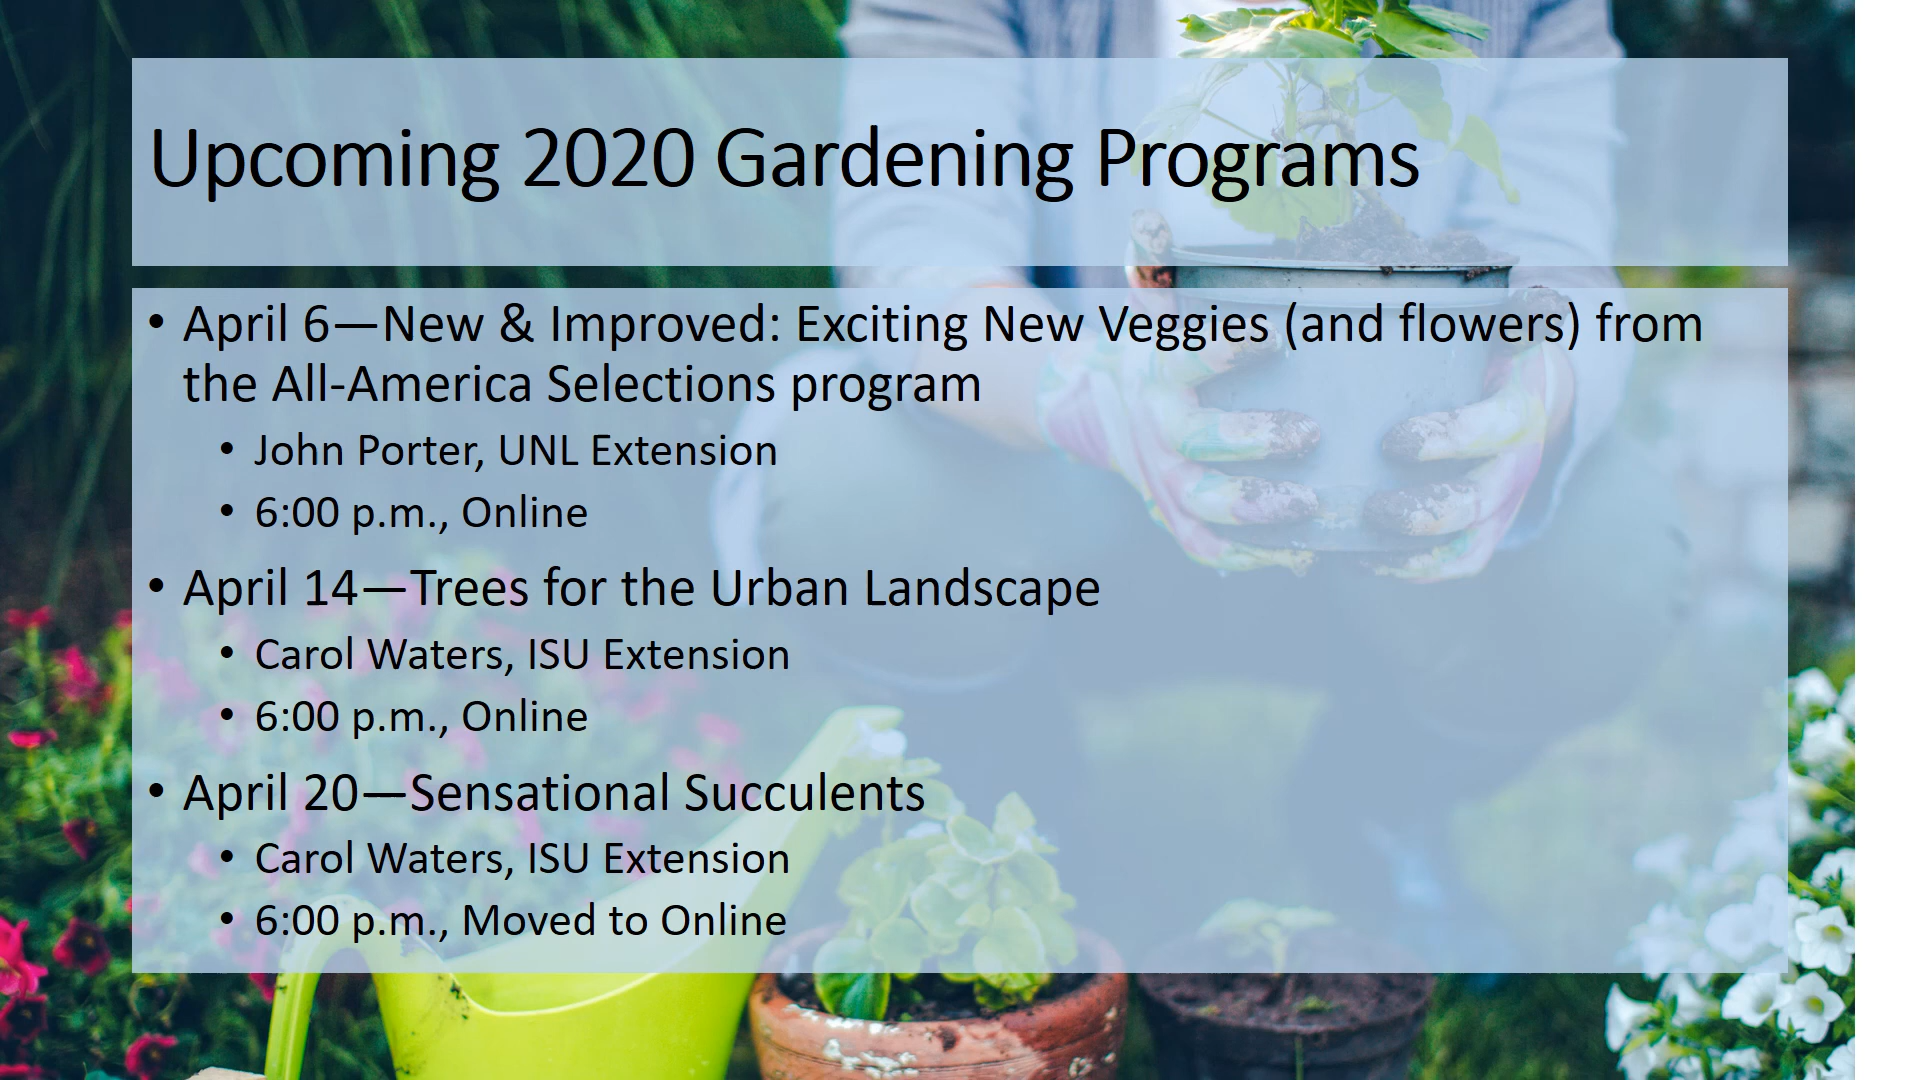 Upcoming 2020 Gardening Programs
• April 6—New & Improved: Exciting New Veggies (and flowers) from
the All-America Selections program
• John Porter, UNL Extension
• 6:00 p.m., Online
• April 14—Trees for the Urban Landscape
• Carol Waters, ISU Extension
• 6:00 p.m., Online
• April 20—Sensational Succulents
• Carol Waters, ISU Extension
• 6:00 p.m., Moved to Online